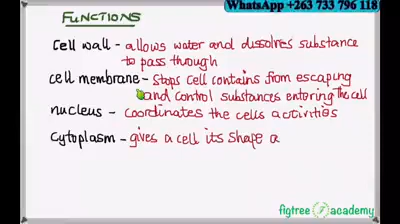 WhatsApp +263 733 796 118
FUNCTIONS
Cell wall - allows water and dissolves substance
to pass through
cell membrane - stops cell contains from escaping
and control substances entering the cell
nucleus - coordinates the cells activities
Cytoplasm - gives a cell its shape a
figtree academy